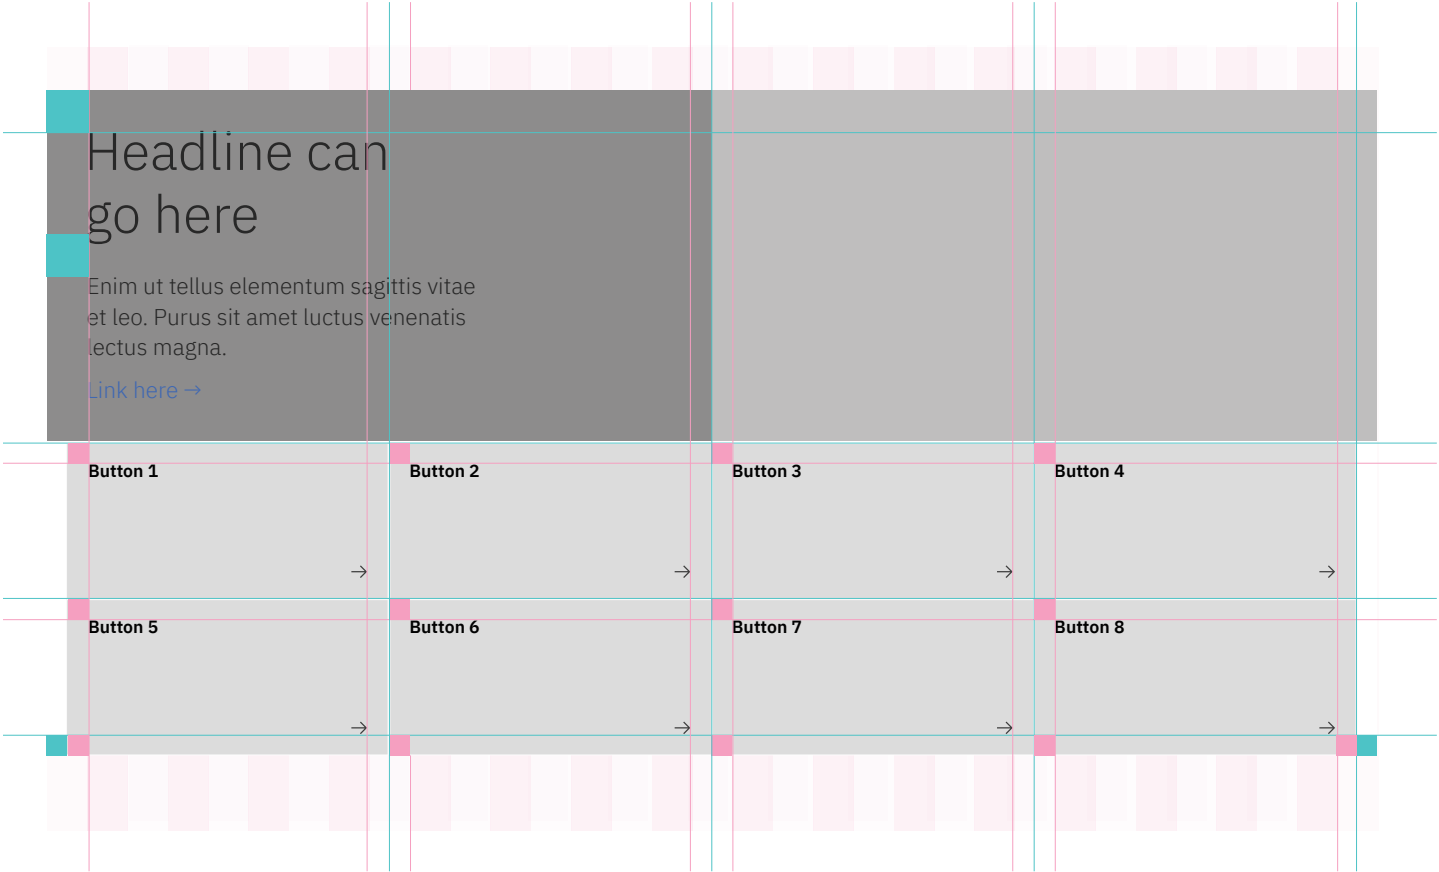 Headline can
go here
Enim ut tellus elementum sagittis vitae
et leo. Purus sit amet luctus venenatis
lectus magna.
Link here →
Button 1
Button 2
Button 3
Button 4
→ → → →
Button 5
Button 6
Button 7
Button 8
→ → → →